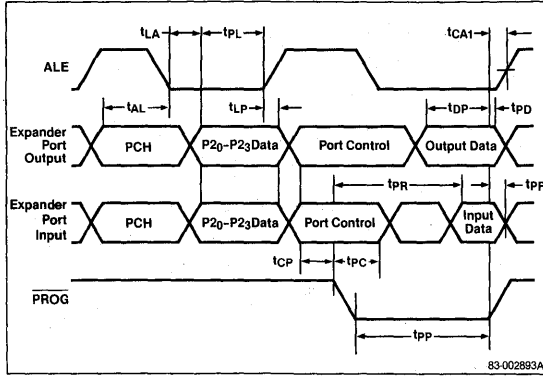 tLA
tPL
tCA1
ALE
tAL
tLP
tDP
tPD
Expander
Port
Output
PCH
P20-P23Data
Port Control
Output Data
tPR
tPF
Expander
Port
Input
PCH
P20-P23Data
Port Control
Input
Data
tCP
tPC
PROG
tPP
83-002893A